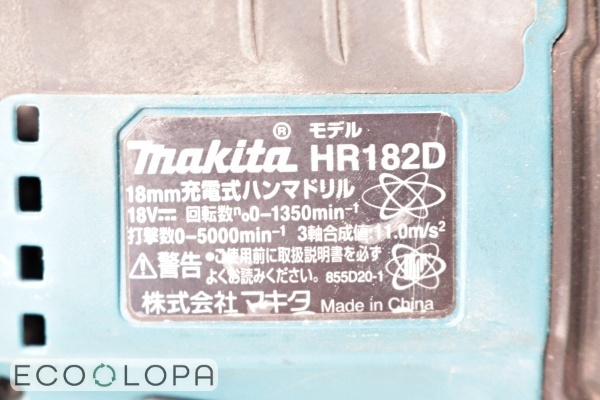 ® モデル
makita HR182D
18mm充電式ハンマドリル
18V⎓ 回転数n₀0-1350min⁻¹
打撃数0-5000min⁻¹ 3軸合成値:11.0m/s²
⚠警告 •ご使用前に取扱説明書を必ず
よくお読みください。 855D20-1
株式会社 マキタ Made in China
ECOOLOPA